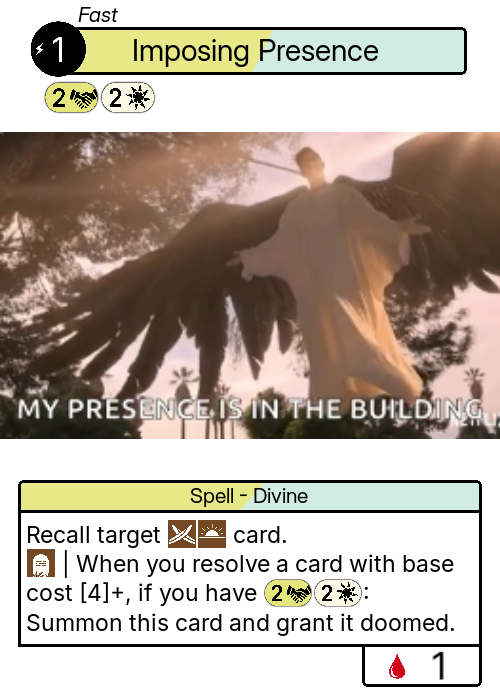 Fast
1 Imposing Presence
2 2
MY PRESENCE IS IN THE BUILDING
Spell - Divine
Recall target card.
| When you resolve a card with base
cost [4]+, if you have 2 2 :
Summon this card and grant it doomed.
1